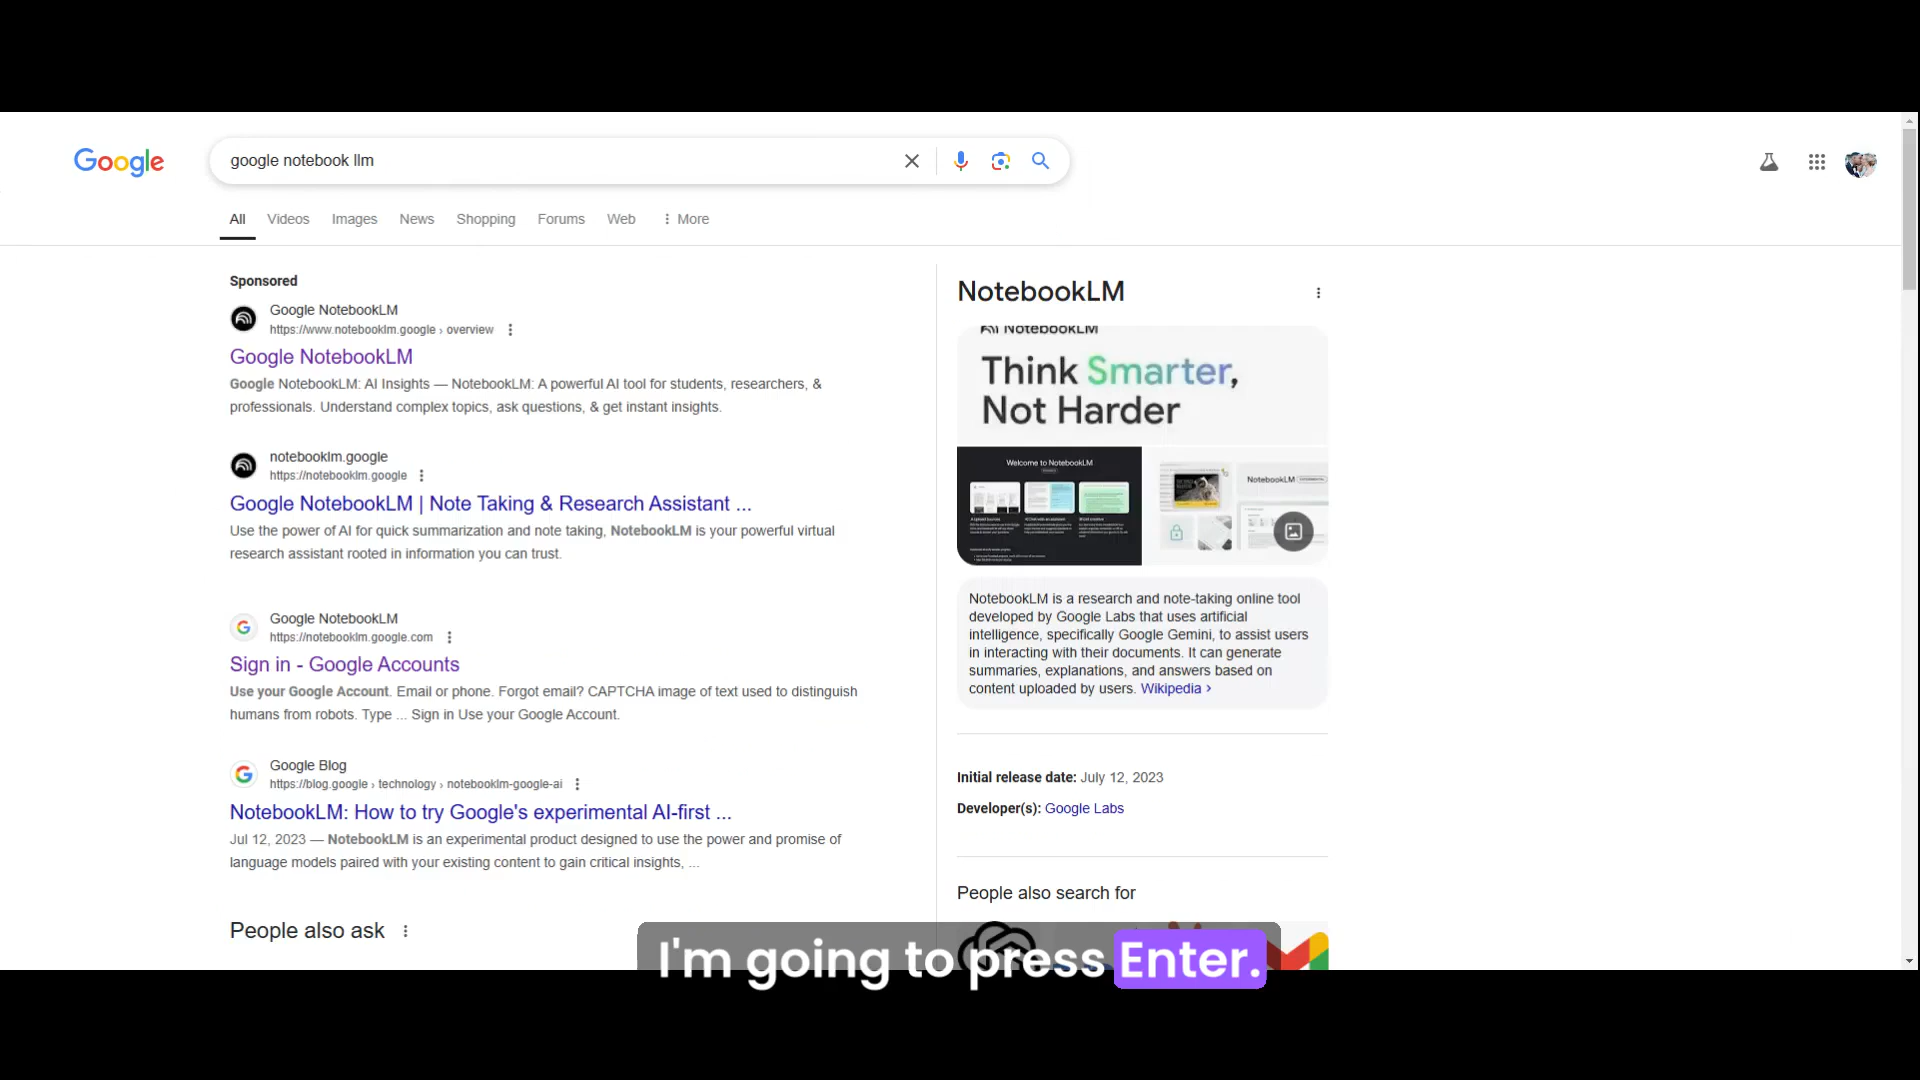 Google
google notebook llm
All Videos Images News Shopping Forums Web More
Sponsored
Google NotebookLM
https://www.notebooklm.google › overview
Google NotebookLM
Google NotebookLM: AI Insights — NotebookLM: A powerful AI tool for students, researchers, &
professionals. Understand complex topics, ask questions, & get instant insights.
notebooklm.google
https://notebooklm.google
Google NotebookLM | Note Taking & Research Assistant ...
Use the power of AI for quick summarization and note taking, NotebookLM is your powerful virtual
research assistant rooted in information you can trust.
Google NotebookLM
https://notebooklm.google.com
Sign in - Google Accounts
Use your Google Account. Email or phone. Forgot email? CAPTCHA image of text used to distinguish
humans from robots. Type ... Sign in Use your Google Account.
Google Blog
https://blog.google › technology › notebooklm-google-ai
NotebookLM: How to try Google's experimental AI-first ...
Jul 12, 2023 — NotebookLM is an experimental product designed to use the power and promise of
language models paired with your existing content to gain critical insights, ...
People also ask
NotebookLM
NotebookLM
Think Smarter,
Not Harder
Welcome to NotebookLM
NotebookLM
NotebookLM is a research and note-taking online tool
developed by Google Labs that uses artificial
intelligence, specifically Google Gemini, to assist users
in interacting with their documents. It can generate
summaries, explanations, and answers based on
content uploaded by users. Wikipedia ›
Initial release date: July 12, 2023
Developer(s): Google Labs
People also search for
I'm going to press Enter.